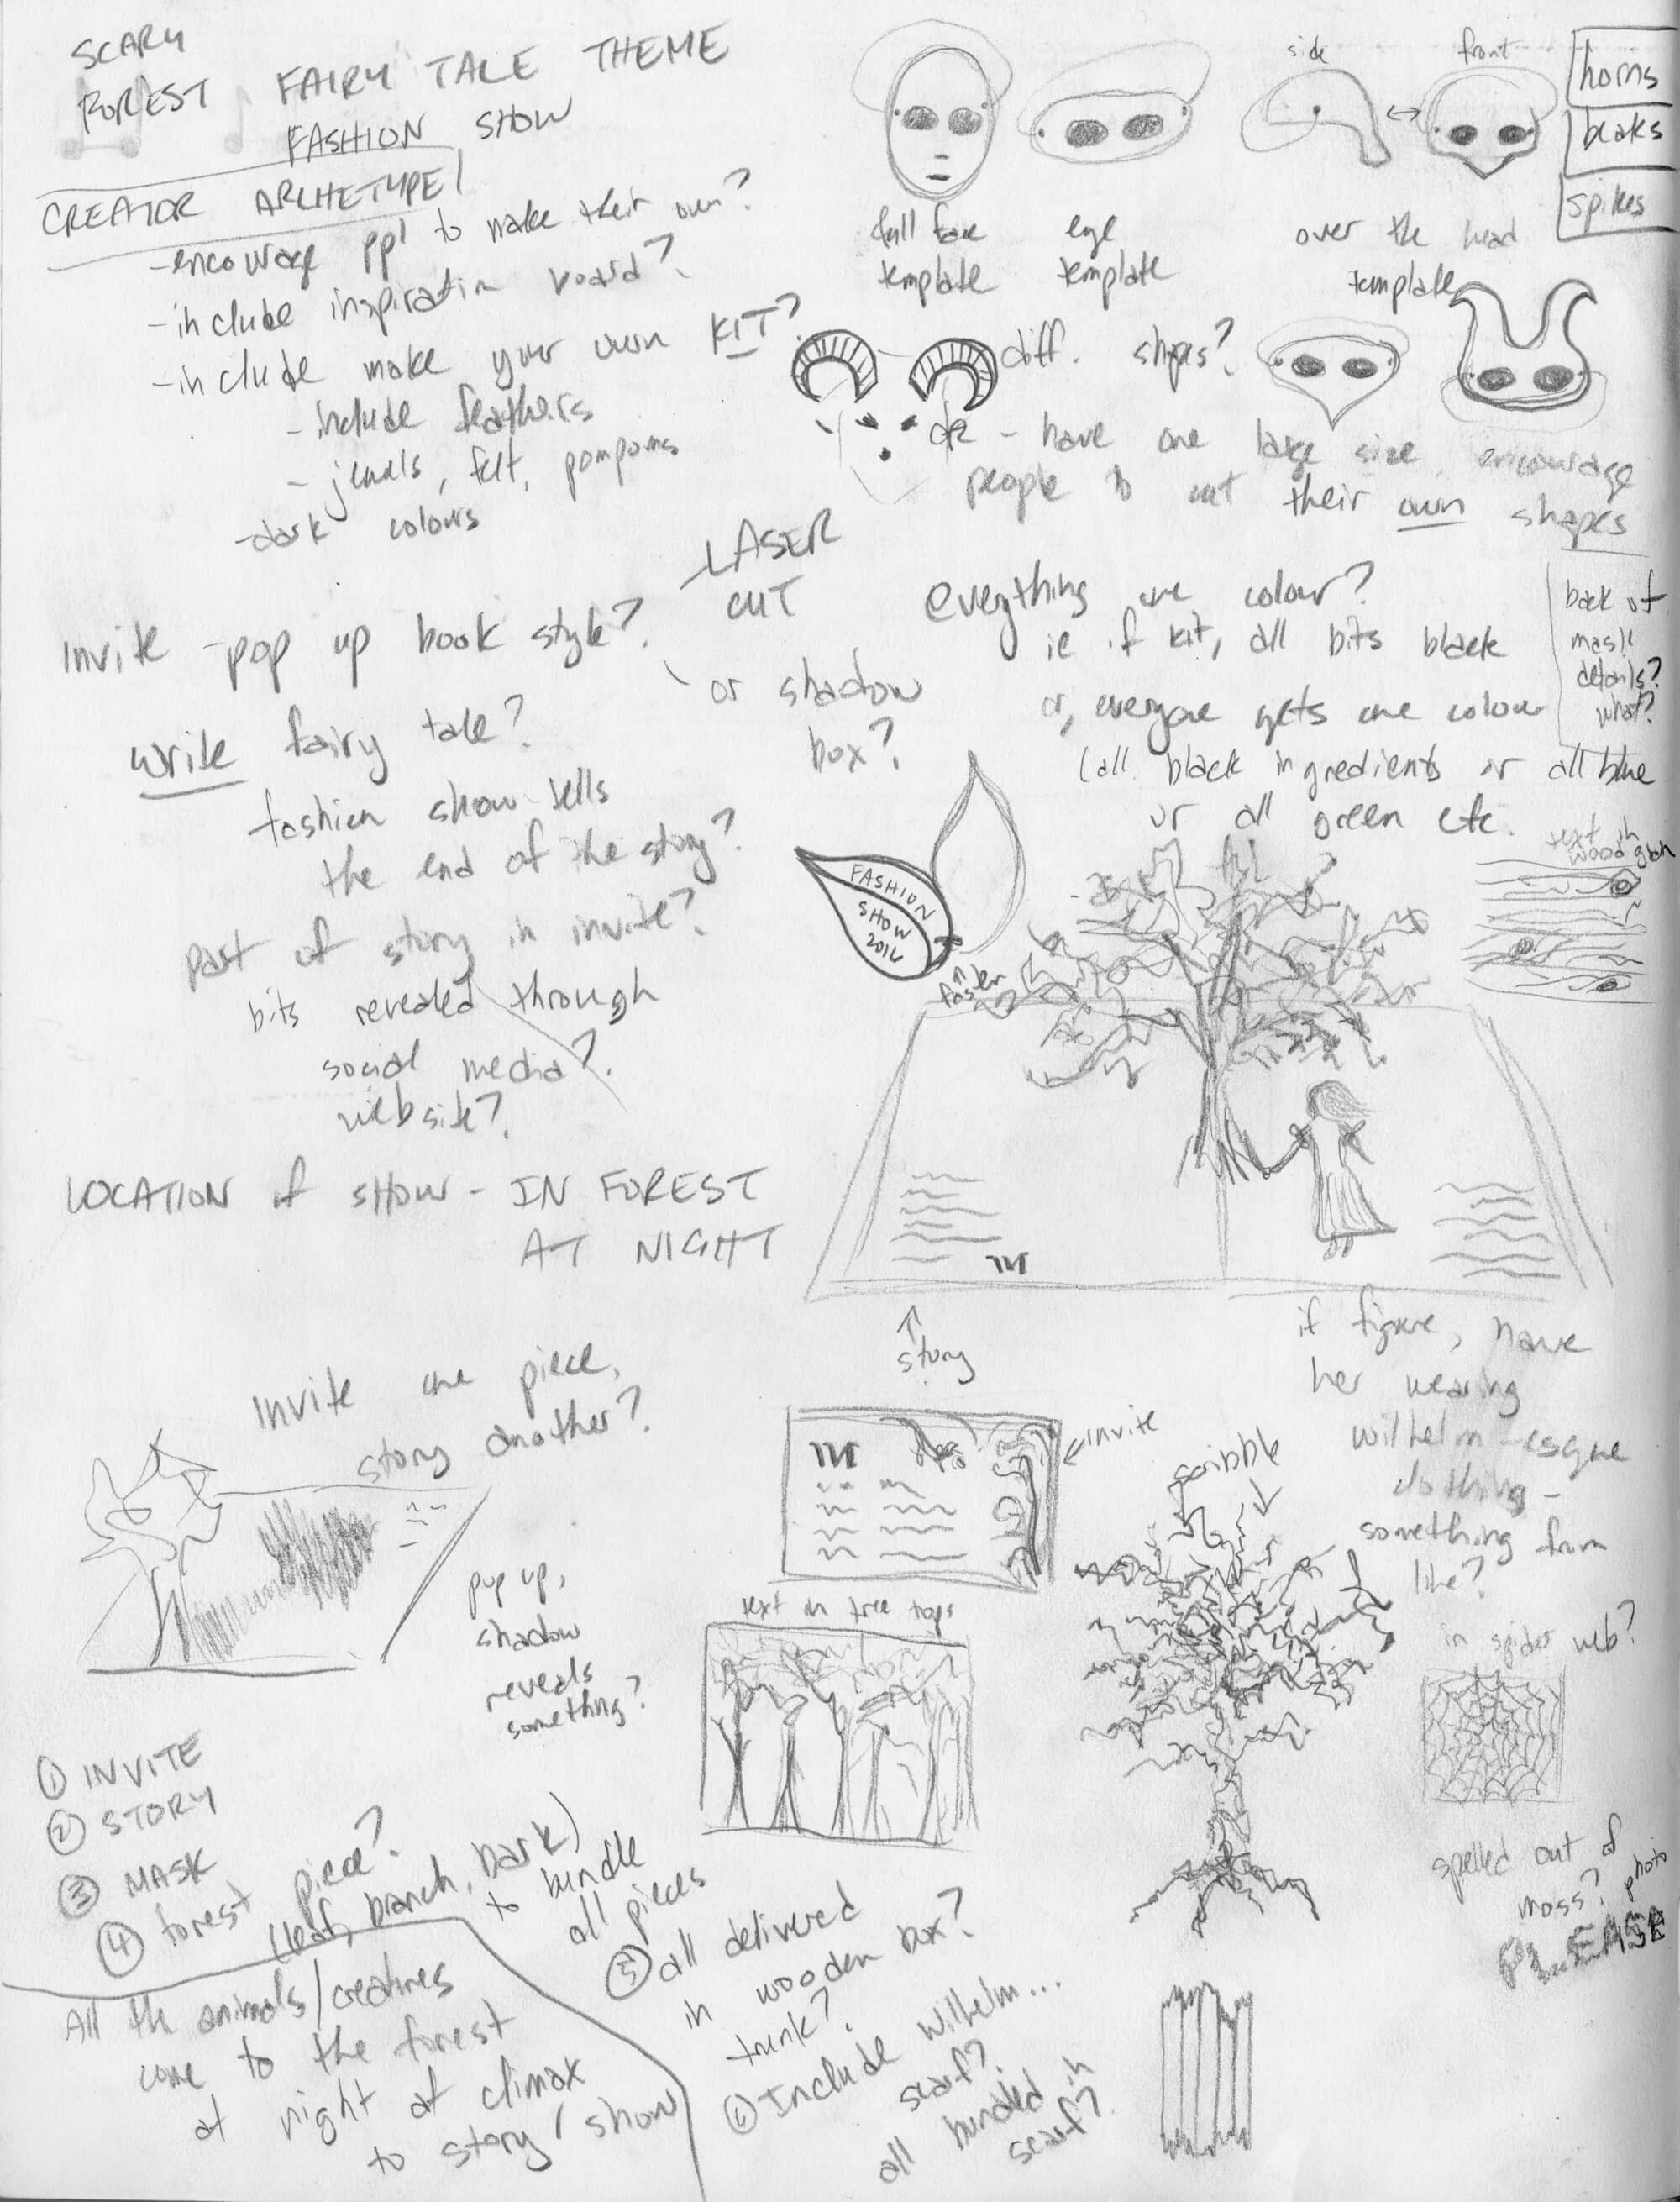 SCARY
FOREST FAIRY TALE THEME
FASHION SHOW
CREATOR ARCHETYPE!
-encourage ppl to make their own?
-include inspiration board?
-include make your own KIT?
-include feathers
-jewels, felt, pompoms
-dark colours
side
front
horns
beaks
spikes
full face
template
eye
template
over the head
template
diff. shapes?
or - have one large size, encourage
people to cut their own shapes
LASER
CUT
invite -pop up book style?
or shadow
box?
everything one colour?
ie if kit, all bits black
or, everyone gets one colour
(all black ingredients or all blue
or all green etc.
back of
mask
details?
what?
write fairy tale?
fashion show tells
the end of the story?
part of story in invite?
bits revealed through
social media?
website?
FASHION
SHOW
201
fasten
text in
wood grain
LOCATION of SHOW - IN FOREST
AT NIGHT
story
if figure, have
her wearing
wilhelm-esque
clothing -
something from
line?
invite one piece,
story another?
pop up,
shadow
reveals
something?
invite
scribble
text in tree tops
in spider web?
spelled out of
moss? photo
PLEASE
① INVITE
② STORY
③ MASK
④ forest piece?
(leaf, branch, bark)
to bundle
all pieces
⑤ all delivered
in wooden box?
trunk?
⑥ Include Wilhelm...
scarf?
all bundled in
scarf?
All the animals/creatures
come to the forest
at night at climax
to story/show